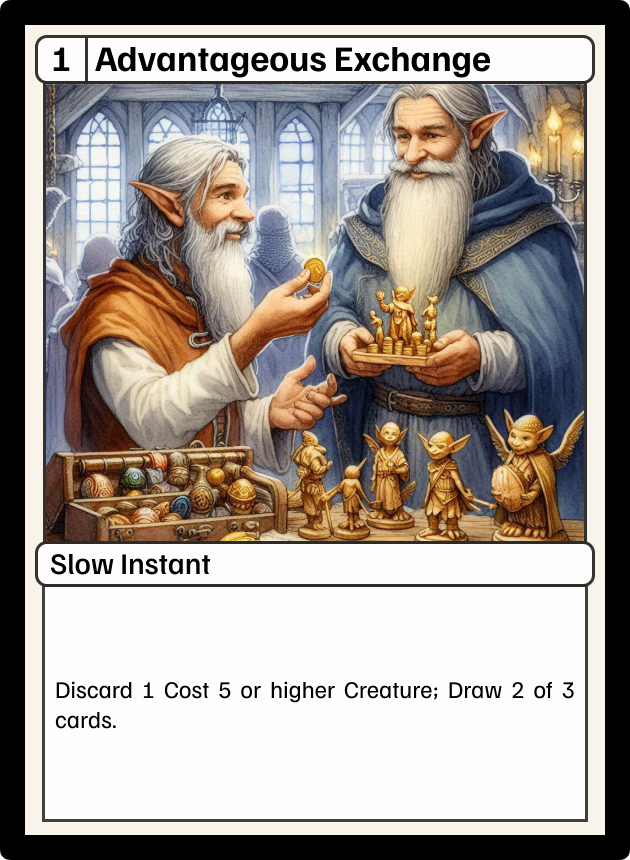 1 Advantageous Exchange
Slow Instant
Discard 1 Cost 5 or higher Creature; Draw 2 of 3
cards.